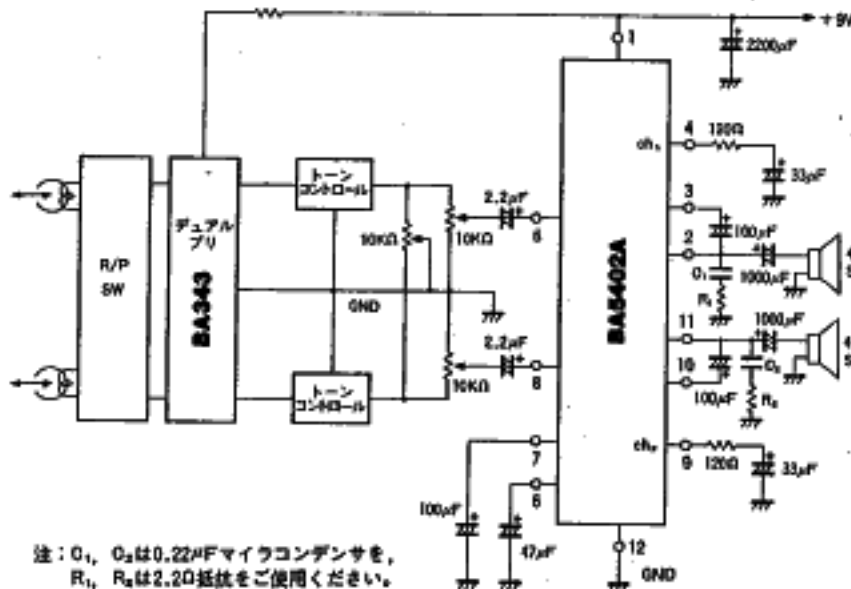 +9V
1
2200μF
4
120Ω
ch₁
33μF
3
100μF
2
C₁
1000μF
R₁
4
トーン
コントロール
2.2μF
6
デュアル
プリ
BA343
R/P
SW
10KΩ
10KΩ
BA5402A
GND
11
1000μF
2.2μF
4
10
C₂
8
10KΩ
トーン
コントロール
100μF
R₂
7
ch₂
9
120Ω
33μF
6
100μF
47μF
12
GND
注：C₁, C₂は0.22μFマイラコンデンサを,
R₁, R₂は2.2Ω抵抗をご使用ください。